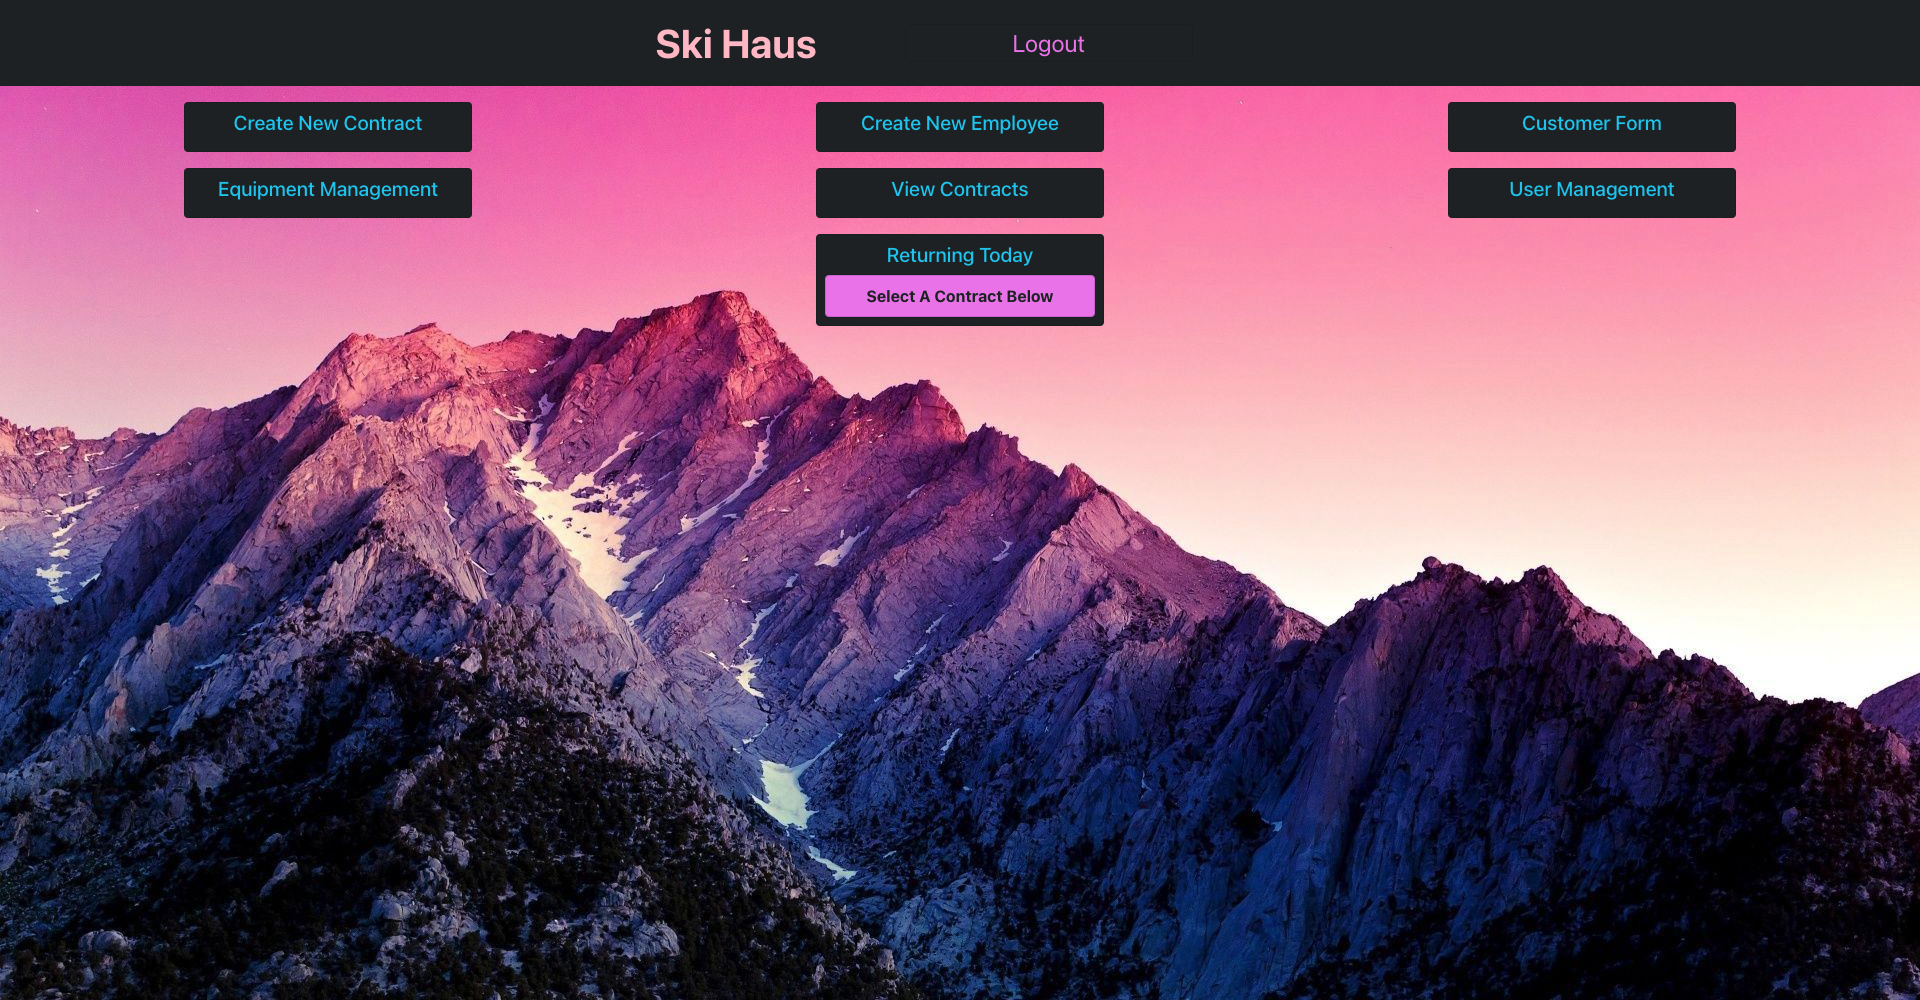 Ski Haus
Logout
Create New Contract
Create New Employee
Customer Form
Equipment Management
View Contracts
User Management
Returning Today
Select A Contract Below